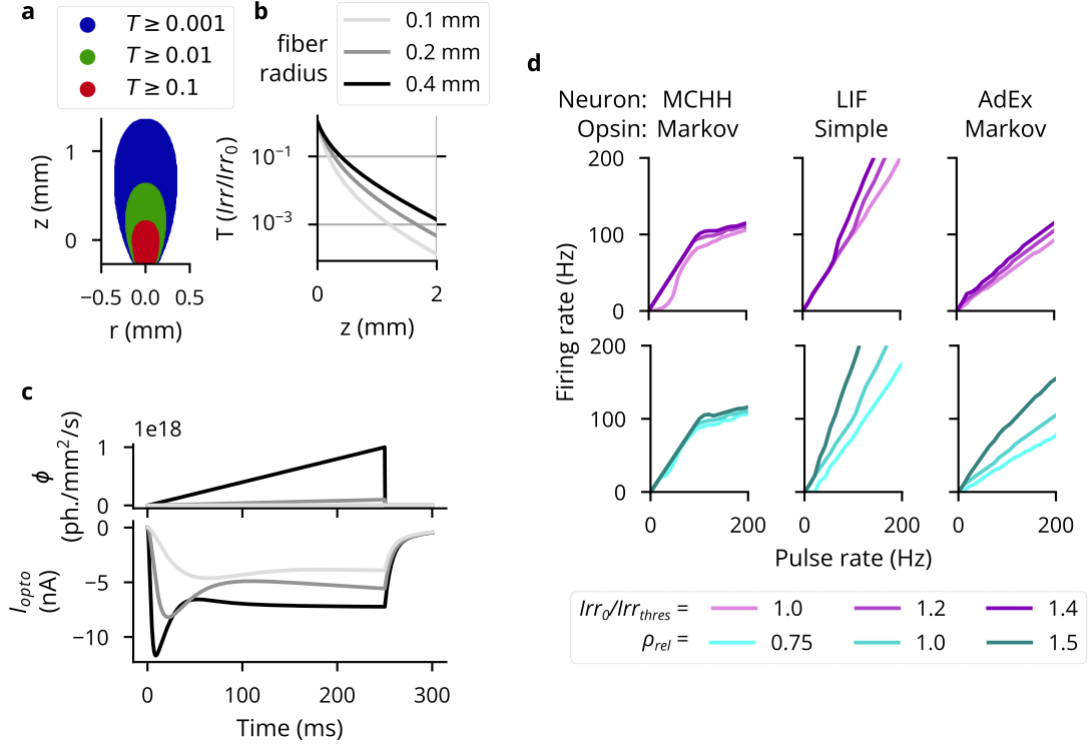 a
T ≥ 0.001
T ≥ 0.01
T ≥ 0.1
z (mm)
1
0
−0.5
0.0
0.5
r (mm)
b
fiber
radius
0.1 mm
0.2 mm
0.4 mm
T (Irr/Irr₀)
10⁻¹
10⁻³
0
2
z (mm)
c
1e18
ϕ
(ph./mm²/s)
1
0
I_opto
(nA)
0
−5
−10
0
100
200
300
Time (ms)
d
Neuron: MCHH LIF AdEx
Opsin: Markov Simple Markov
Firing rate (Hz)
200
100
0
200
100
0
0 200 0 200 0 200
Pulse rate (Hz)
Irr₀/Irr_thres = 1.0 1.2 1.4
ρ_rel = 0.75 1.0 1.5